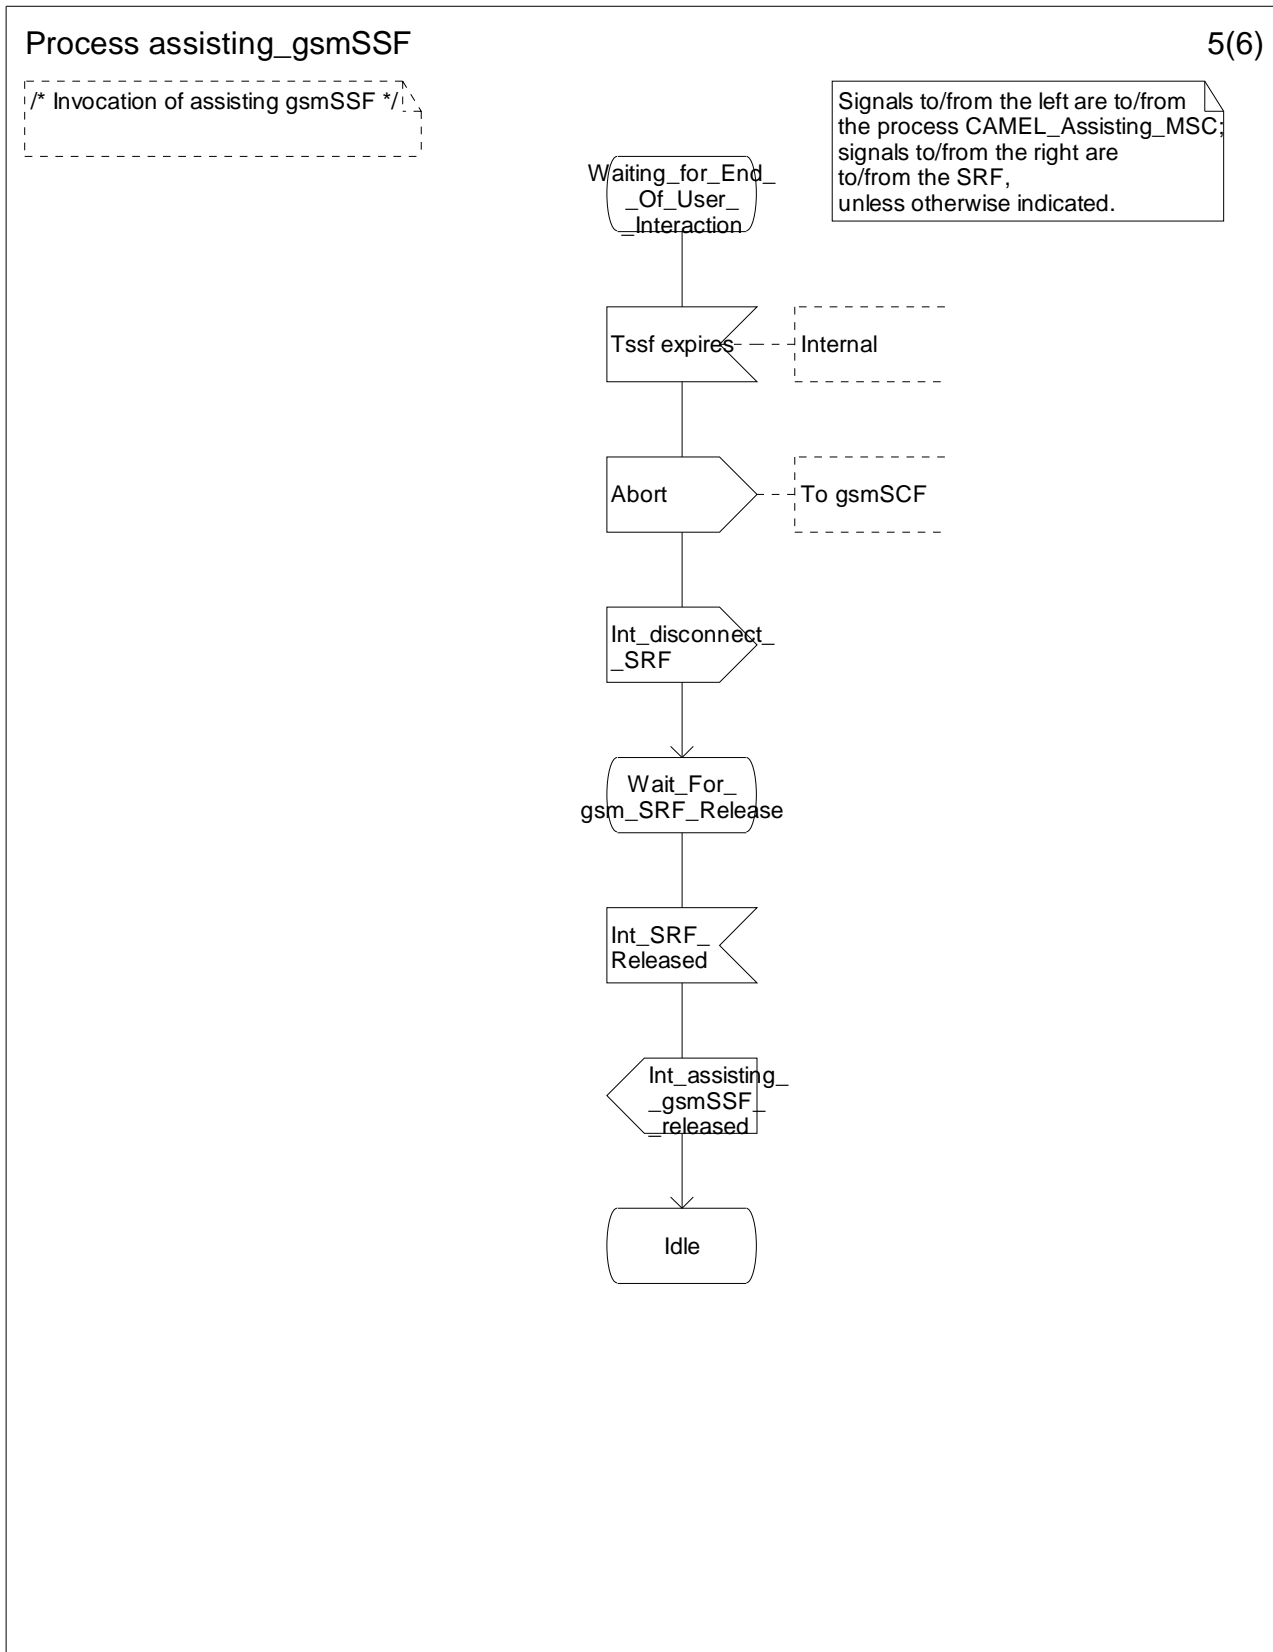 Process assisting_gsmSSF
5(6)
/* Invocation of assisting gsmSSF */
Signals to/from the left are to/from
the process CAMEL_Assisting_MSC;
signals to/from the right are
to/from the SRF,
unless otherwise indicated.
Waiting_for_End_
_Of_User_
_Interaction
Tssf expires
Internal
Abort
To gsmSCF
Int_disconnect_
_SRF
Wait_For_
gsm_SRF_Release
Int_SRF_
Released
Int_assisting_
_gsmSSF_
_released
Idle